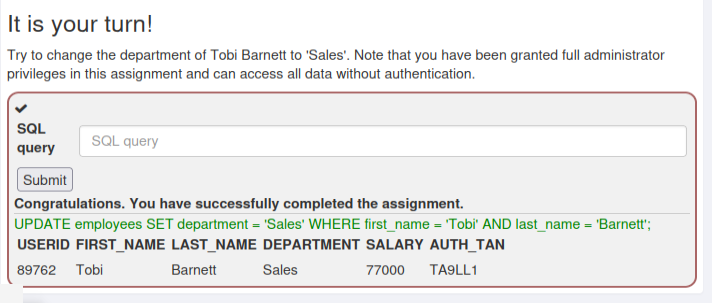 It is your turn!
Try to change the department of Tobi Barnett to 'Sales'. Note that you have been granted full administrator
privileges in this assignment and can access all data without authentication.
SQL
query
SQL query
Submit
Congratulations. You have successfully completed the assignment.
UPDATE employees SET department = 'Sales' WHERE first_name = 'Tobi' AND last_name = 'Barnett';
USERID FIRST_NAME LAST_NAME DEPARTMENT SALARY AUTH_TAN
89762 Tobi Barnett Sales 77000 TA9LL1